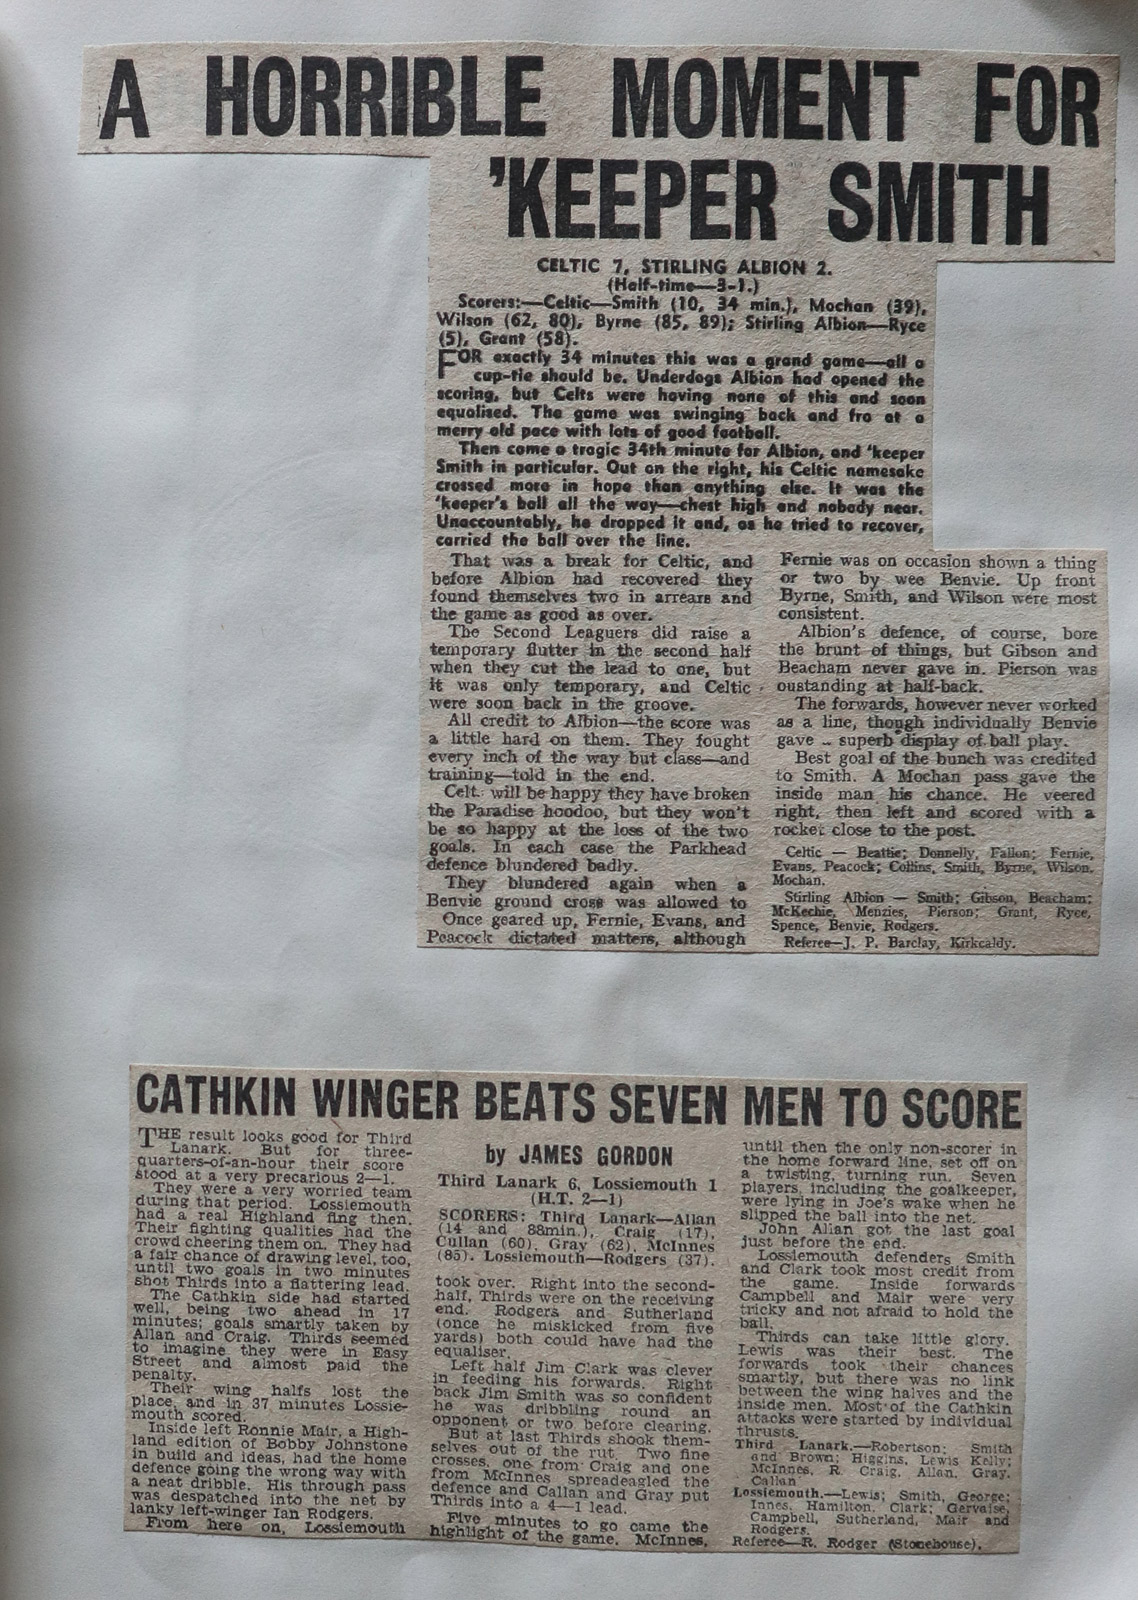 A HORRIBLE MOMENT FOR
'KEEPER SMITH
CELTIC 7, STIRLING ALBION 2.
(Half-time—3-1.)
Scorers:—Celtic—Smith (10, 34 min.), Mochan (39),
Wilson (62, 80), Byrne (85, 89); Stirling Albion—Ryce
(5), Grant (58).
FOR exactly 34 minutes this was a grand game—all a
cup-tie should be. Underdogs Albion had opened the
scoring, but Celts were having none of this and soon
equalised. The game was swinging back and fro at a
merry old pace with lots of good football.
Then came a tragic 34th minute for Albion, and 'keeper
Smith in particular. Out on the right, his Celtic namesake
crossed more in hope than anything else. It was the
'keeper's ball all the way—chest high and nobody near.
Unaccountably, he dropped it and, as he tried to recover,
carried the ball over the line.
That was a break for Celtic, and
before Albion had recovered they
found themselves two in arrears and
the game as good as over.
The Second Leaguers did raise a
temporary flutter in the second half
when they cut the lead to one, but
it was only temporary, and Celtic
were soon back in the groove.
All credit to Albion—the score was
a little hard on them. They fought
every inch of the way but class—and
training—told in the end.
Celt. will be happy they have broken
the Paradise hoodoo, but they won't
be so happy at the loss of the two
goals. In each case the Parkhead
defence blundered badly.
They blundered again when a
Benvie ground cross was allowed to
Once geared up, Fernie, Evans, and
Peacock dictated matters, although
Fernie was on occasion shown a thing
or two by wee Benvie. Up front
Byrne, Smith, and Wilson were most
consistent.
Albion's defence, of course, bore
the brunt of things, but Gibson and
Beacham never gave in. Pierson was
oustanding at half-back.
The forwards, however never worked
as a line, though individually Benvie
gave superb display of ball play.
Best goal of the bunch was credited
to Smith. A Mochan pass gave the
inside man his chance. He veered
right, then left and scored with a
rocket close to the post.
Celtic — Beattie; Donnelly, Fallon; Fernie,
Evans, Peacock; Collins, Smith, Byrne, Wilson,
Mochan.
Stirling Albion — Smith; Gibson, Beacham;
McKechie, Menzies, Pierson; Grant, Ryce,
Spence, Benvie, Rodgers.
Referee—J. P. Barclay, Kirkcaldy.
CATHKIN WINGER BEATS SEVEN MEN TO SCORE
THE result looks good for Third
Lanark. But for three-
quarters-of-an-hour their score
stood at a very precarious 2—1.
They were a very worried team
during that period. Lossiemouth
had a real Highland fling then.
Their fighting qualities had the
crowd cheering them on. They had
a fair chance of drawing level, too,
until two goals in two minutes
shot Thirds into a flattering lead.
The Cathkin side had started
well, being two ahead in 17
minutes; goals smartly taken by
Allan and Craig. Thirds seemed
to imagine they were in Easy
Street and almost paid the
penalty.
Their wing halfs lost the
place, and in 37 minutes Lossie-
mouth scored.
Inside left Ronnie Mair, a High-
land edition of Bobby Johnstone
in build and ideas, had the home
defence going the wrong way with
a neat dribble. His through pass
was despatched into the net by
lanky left-winger Ian Rodgers.
From here on, Lossiemouth
by JAMES GORDON
Third Lanark 6, Lossiemouth 1
(H.T. 2—1)
SCORERS: Third Lanark—Allan
(14 and 88min.), Craig (17),
Cullan (60), Gray (62), McInnes
(85). Lossiemouth—Rodgers (37).
took over. Right into the second-
half, Thirds were on the receiving
end. Rodgers and Sutherland
(once he miskicked from five
yards) both could have had the
equaliser.
Left half Jim Clark was clever
in feeding his forwards. Right
back Jim Smith was so confident
he was dribbling round an
opponent or two before clearing.
But at last Thirds shook them-
selves out of the rut. Two fine
crosses, one from Craig and one
from McInnes spreadeagled the
defence and Callan and Gray put
Thirds into a 4—1 lead.
Five minutes to go came the
highlight of the game. McInnes,
until then the only non-scorer in
the home forward line, set off on
a twisting, turning run. Seven
players, including the goalkeeper,
were lying in Joe's wake when he
slipped the ball into the net.
John Allan got the last goal
just before the end.
Lossiemouth defenders Smith
and Clark took most credit from
the game. Inside forwards
Campbell and Mair were very
tricky and not afraid to hold the
ball.
Thirds can take little glory.
Lewis was their best. The
forwards took their chances
smartly, but there was no link
between the wing halves and the
inside men. Most of the Cathkin
attacks were started by individual
thrusts.
Third Lanark.—Robertson; Smith
and Brown; Higgins, Lewis Kelly;
McInnes, R. Craig, Allan, Gray,
Callan.
Lossiemouth.—Lewis; Smith, George;
Innes, Hamilton, Clark; Gervaise,
Campbell, Sutherland, Mair and
Rodgers.
Referee—R. Rodger (Stonehouse).